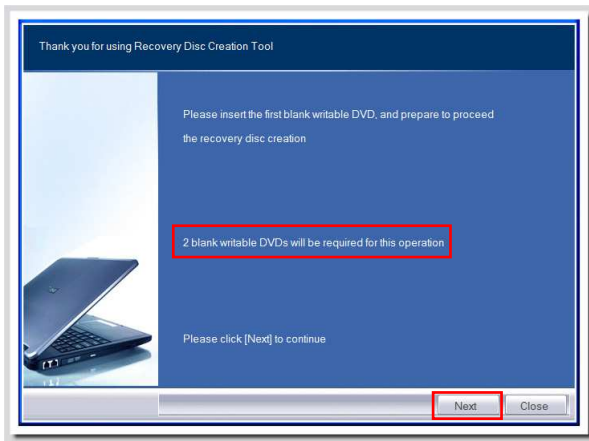 Thank you for using Recovery Disc Creation Tool
Please insert the first blank writable DVD, and prepare to proceed
the recovery disc creation
2 blank writable DVDs will be required for this operation
Please click [Next] to continue
Next
Close